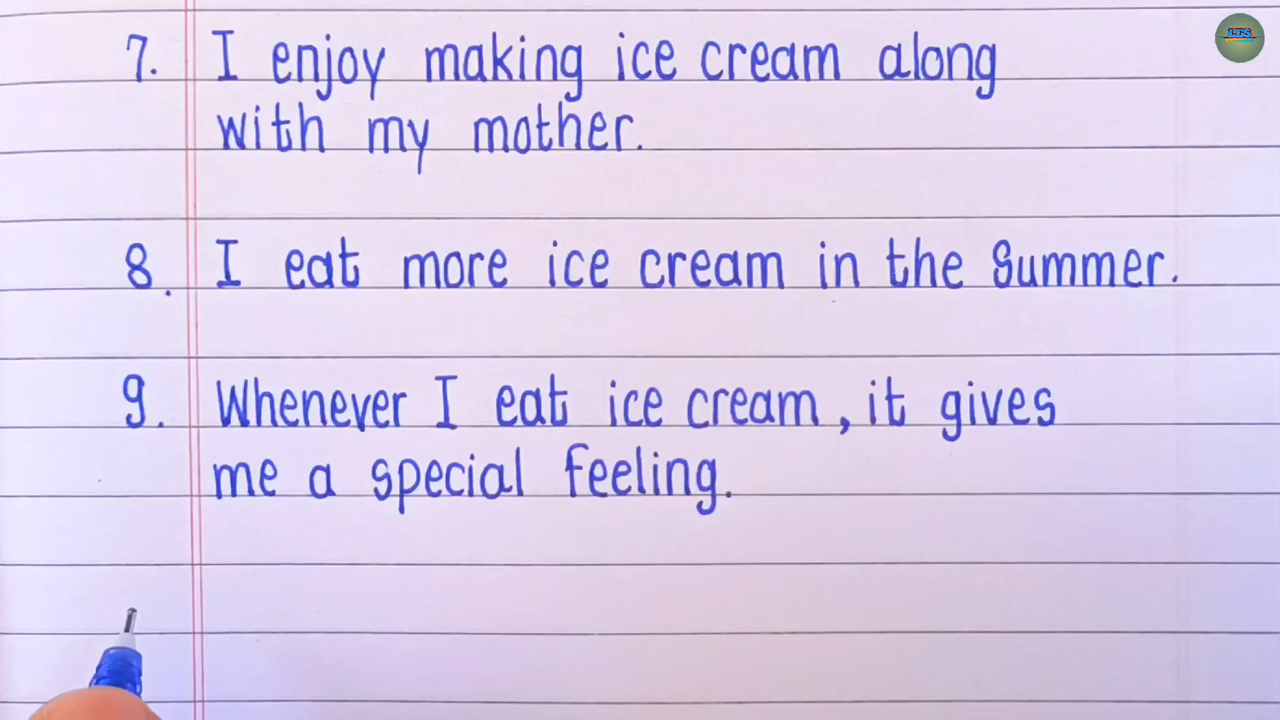 7. I enjoy making ice cream along
with my mother.
8. I eat more ice cream in the Summer.
9. Whenever I eat ice cream, it gives
me a special feeling.
LES